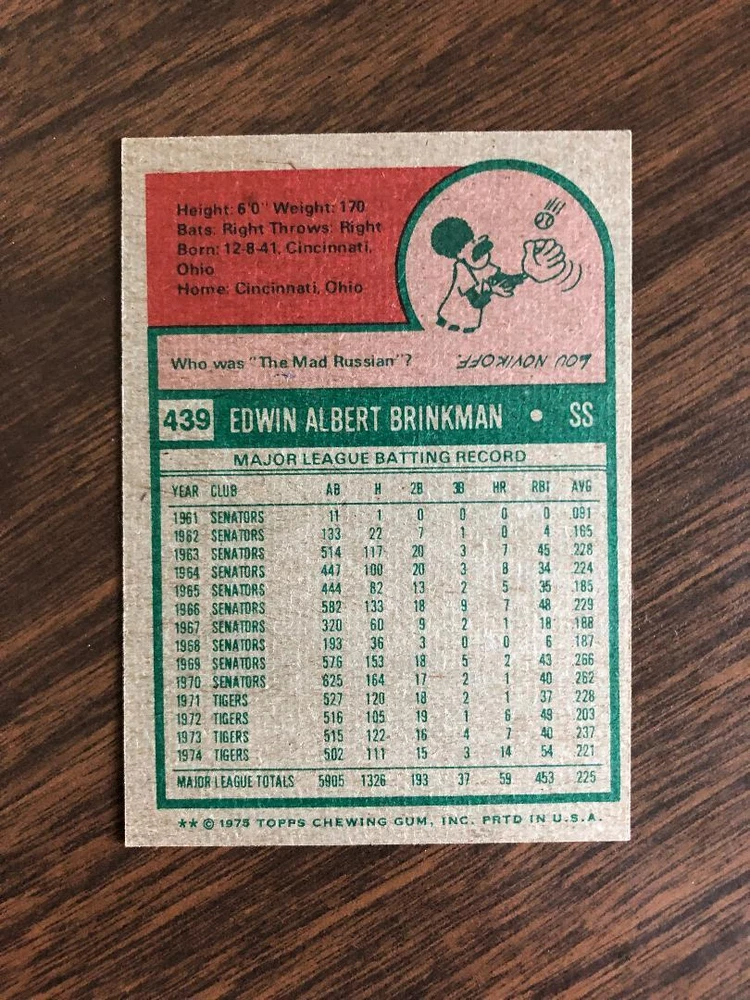 Height: 6'0" Weight: 170
Bats: Right Throws: Right
Born: 12-8-41, Cincinnati,
Ohio
Home: Cincinnati, Ohio
Who was "The Mad Russian"?
LOU NOVIKOFF.
439 EDWIN ALBERT BRINKMAN • SS
MAJOR LEAGUE BATTING RECORD
YEAR CLUB AB H 2B 3B HR RBI AVG
1961 SENATORS 11 1 0 0 0 0 .091
1962 SENATORS 133 22 7 1 0 4 .165
1963 SENATORS 514 117 20 3 7 45 .228
1964 SENATORS 447 100 20 3 8 34 .224
1965 SENATORS 444 82 13 2 5 35 .185
1966 SENATORS 582 133 18 9 7 48 .229
1967 SENATORS 320 60 9 2 1 18 .188
1968 SENATORS 193 36 3 0 0 6 .187
1969 SENATORS 576 153 18 5 2 43 .266
1970 SENATORS 625 164 17 2 1 40 .262
1971 TIGERS 527 120 18 2 1 37 .228
1972 TIGERS 516 105 19 1 6 49 .203
1973 TIGERS 515 122 16 4 7 40 .237
1974 TIGERS 502 111 15 3 14 54 .221
MAJOR LEAGUE TOTALS 5905 1326 193 37 59 453 .225
** © 1975 TOPPS CHEWING GUM, INC. PRTD IN U.S.A.